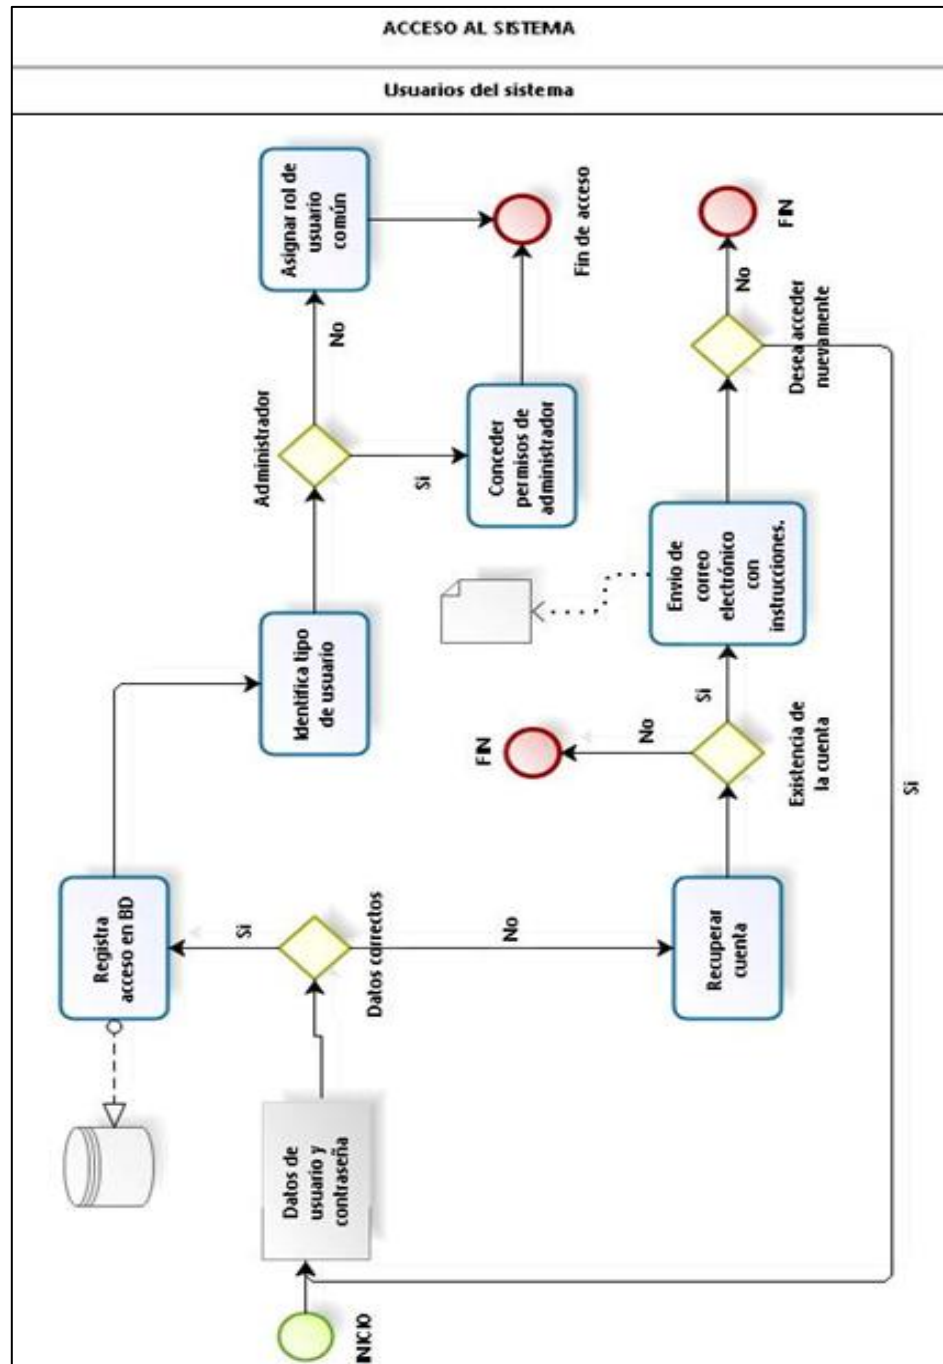 ACCESO AL SISTEMA
Usuarios del sistema
INICIO
Datos de
usuario y
contraseña
Datos correctos
Si
No
Registra
acceso en BD
Identifica tipo
de usuario
Administrador
No
Si
Asignar rol de
usuario
común
Conceder
permisos de
administrador
Fin de acceso
Recuperar
cuenta
Existencia de
la cuenta
No
FIN
Si
Envio de
correo
electrónico
con
instrucciones.
Desea acceder
nuevamente
No
FIN
Si